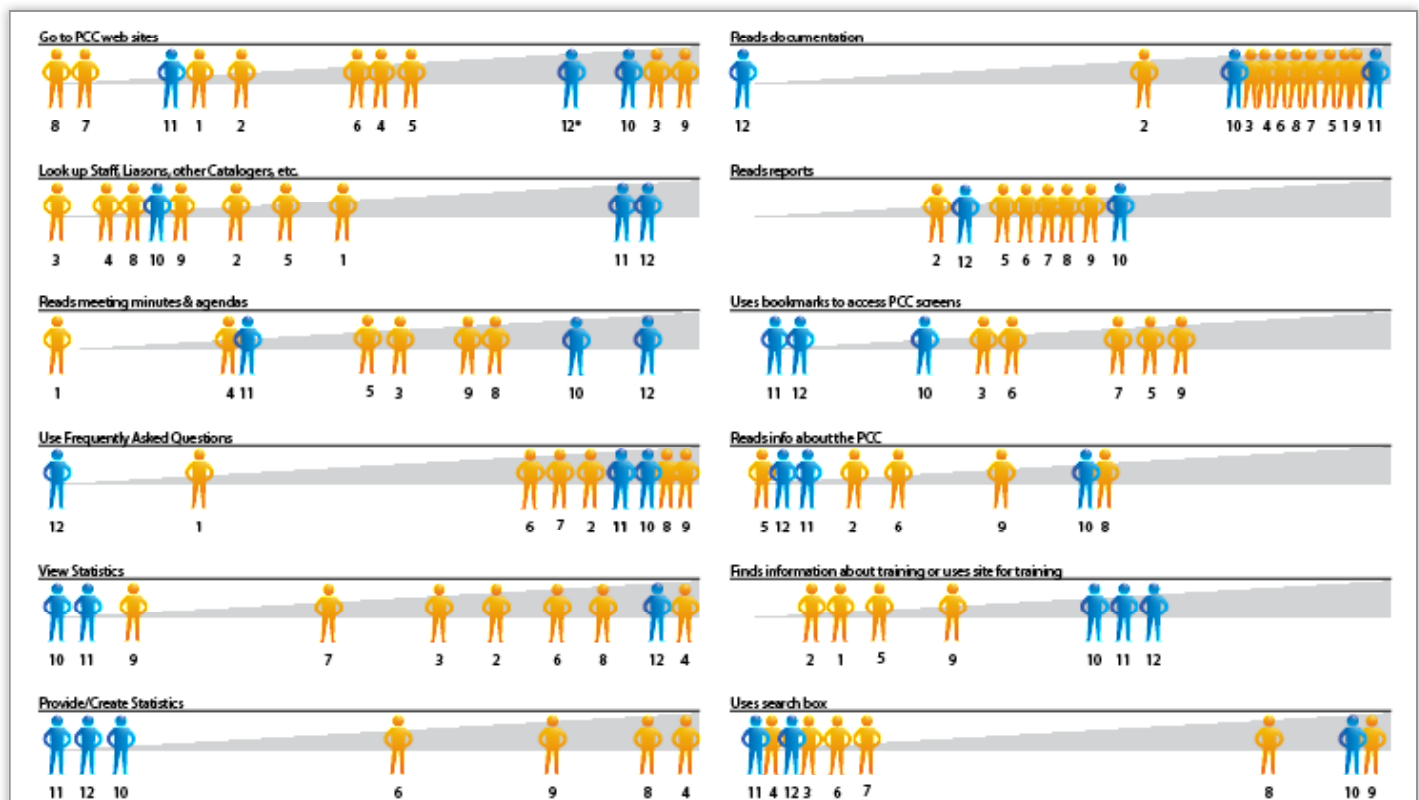 Go to PCC web sites
8 7 11 1 2 6 4 5 12* 10 3 9
Look up Staff, Liasons, other Catalogers, etc.
3 4 8 10 9 2 5 1 11 12
Reads meeting minutes & agendas
1 4 11 5 3 9 8 10 12
Use Frequently Asked Questions
12 1 6 7 2 11 10 8 9
View Statistics
10 11 9 7 3 2 6 8 12 4
Provide/Create Statistics
11 12 10 6 9 8 4
Reads documentation
12 2 10 3 4 6 8 7 5 1 9 11
Reads reports
2 12 5 6 7 8 9 10
Uses bookmarks to access PCC screens
11 12 10 3 6 7 5 9
Reads info about the PCC
5 12 11 2 6 9 10 8
Finds information about training or uses site for training
2 1 5 9 10 11 12
Uses search box
11 4 12 3 6 7 8 10 9